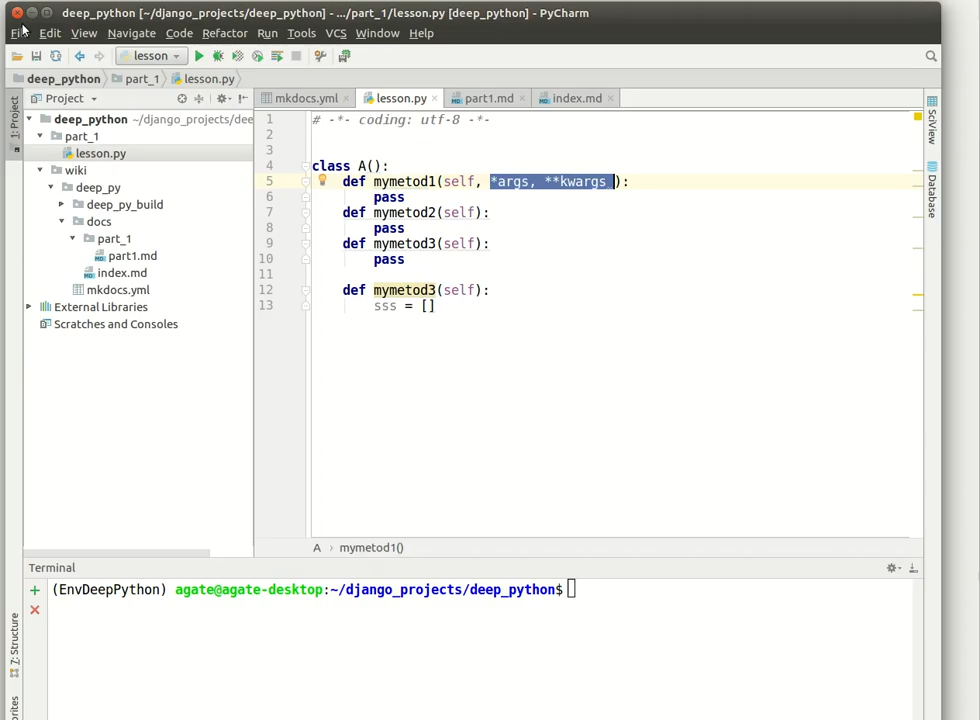 deep_python [~/django_projects/deep_python] - .../part_1/lesson.py [deep_python] - PyCharm
File Edit View Navigate Code Refactor Run Tools VCS Window Help
lesson
deep_python part_1 lesson.py
1: Project
Project
mkdocs.yml × lesson.py × part1.md × index.md ×
deep_python ~/django_projects/dee
part_1
lesson.py
wiki
deep_py
deep_py_build
docs
part_1
part1.md
index.md
mkdocs.yml
External Libraries
Scratches and Consoles
1 # -*- coding: utf-8 -*-
2
3
4 class A():
5 def mymetod1(self, *args, **kwargs ):
6 pass
7 def mymetod2(self):
8 pass
9 def mymetod3(self):
10 pass
11
12 def mymetod3(self):
13 sss = []
A › mymetod1()
SciView
Database
Terminal
(EnvDeepPython) agate@agate-desktop:~/django_projects/deep_python$
7: Structure
rites